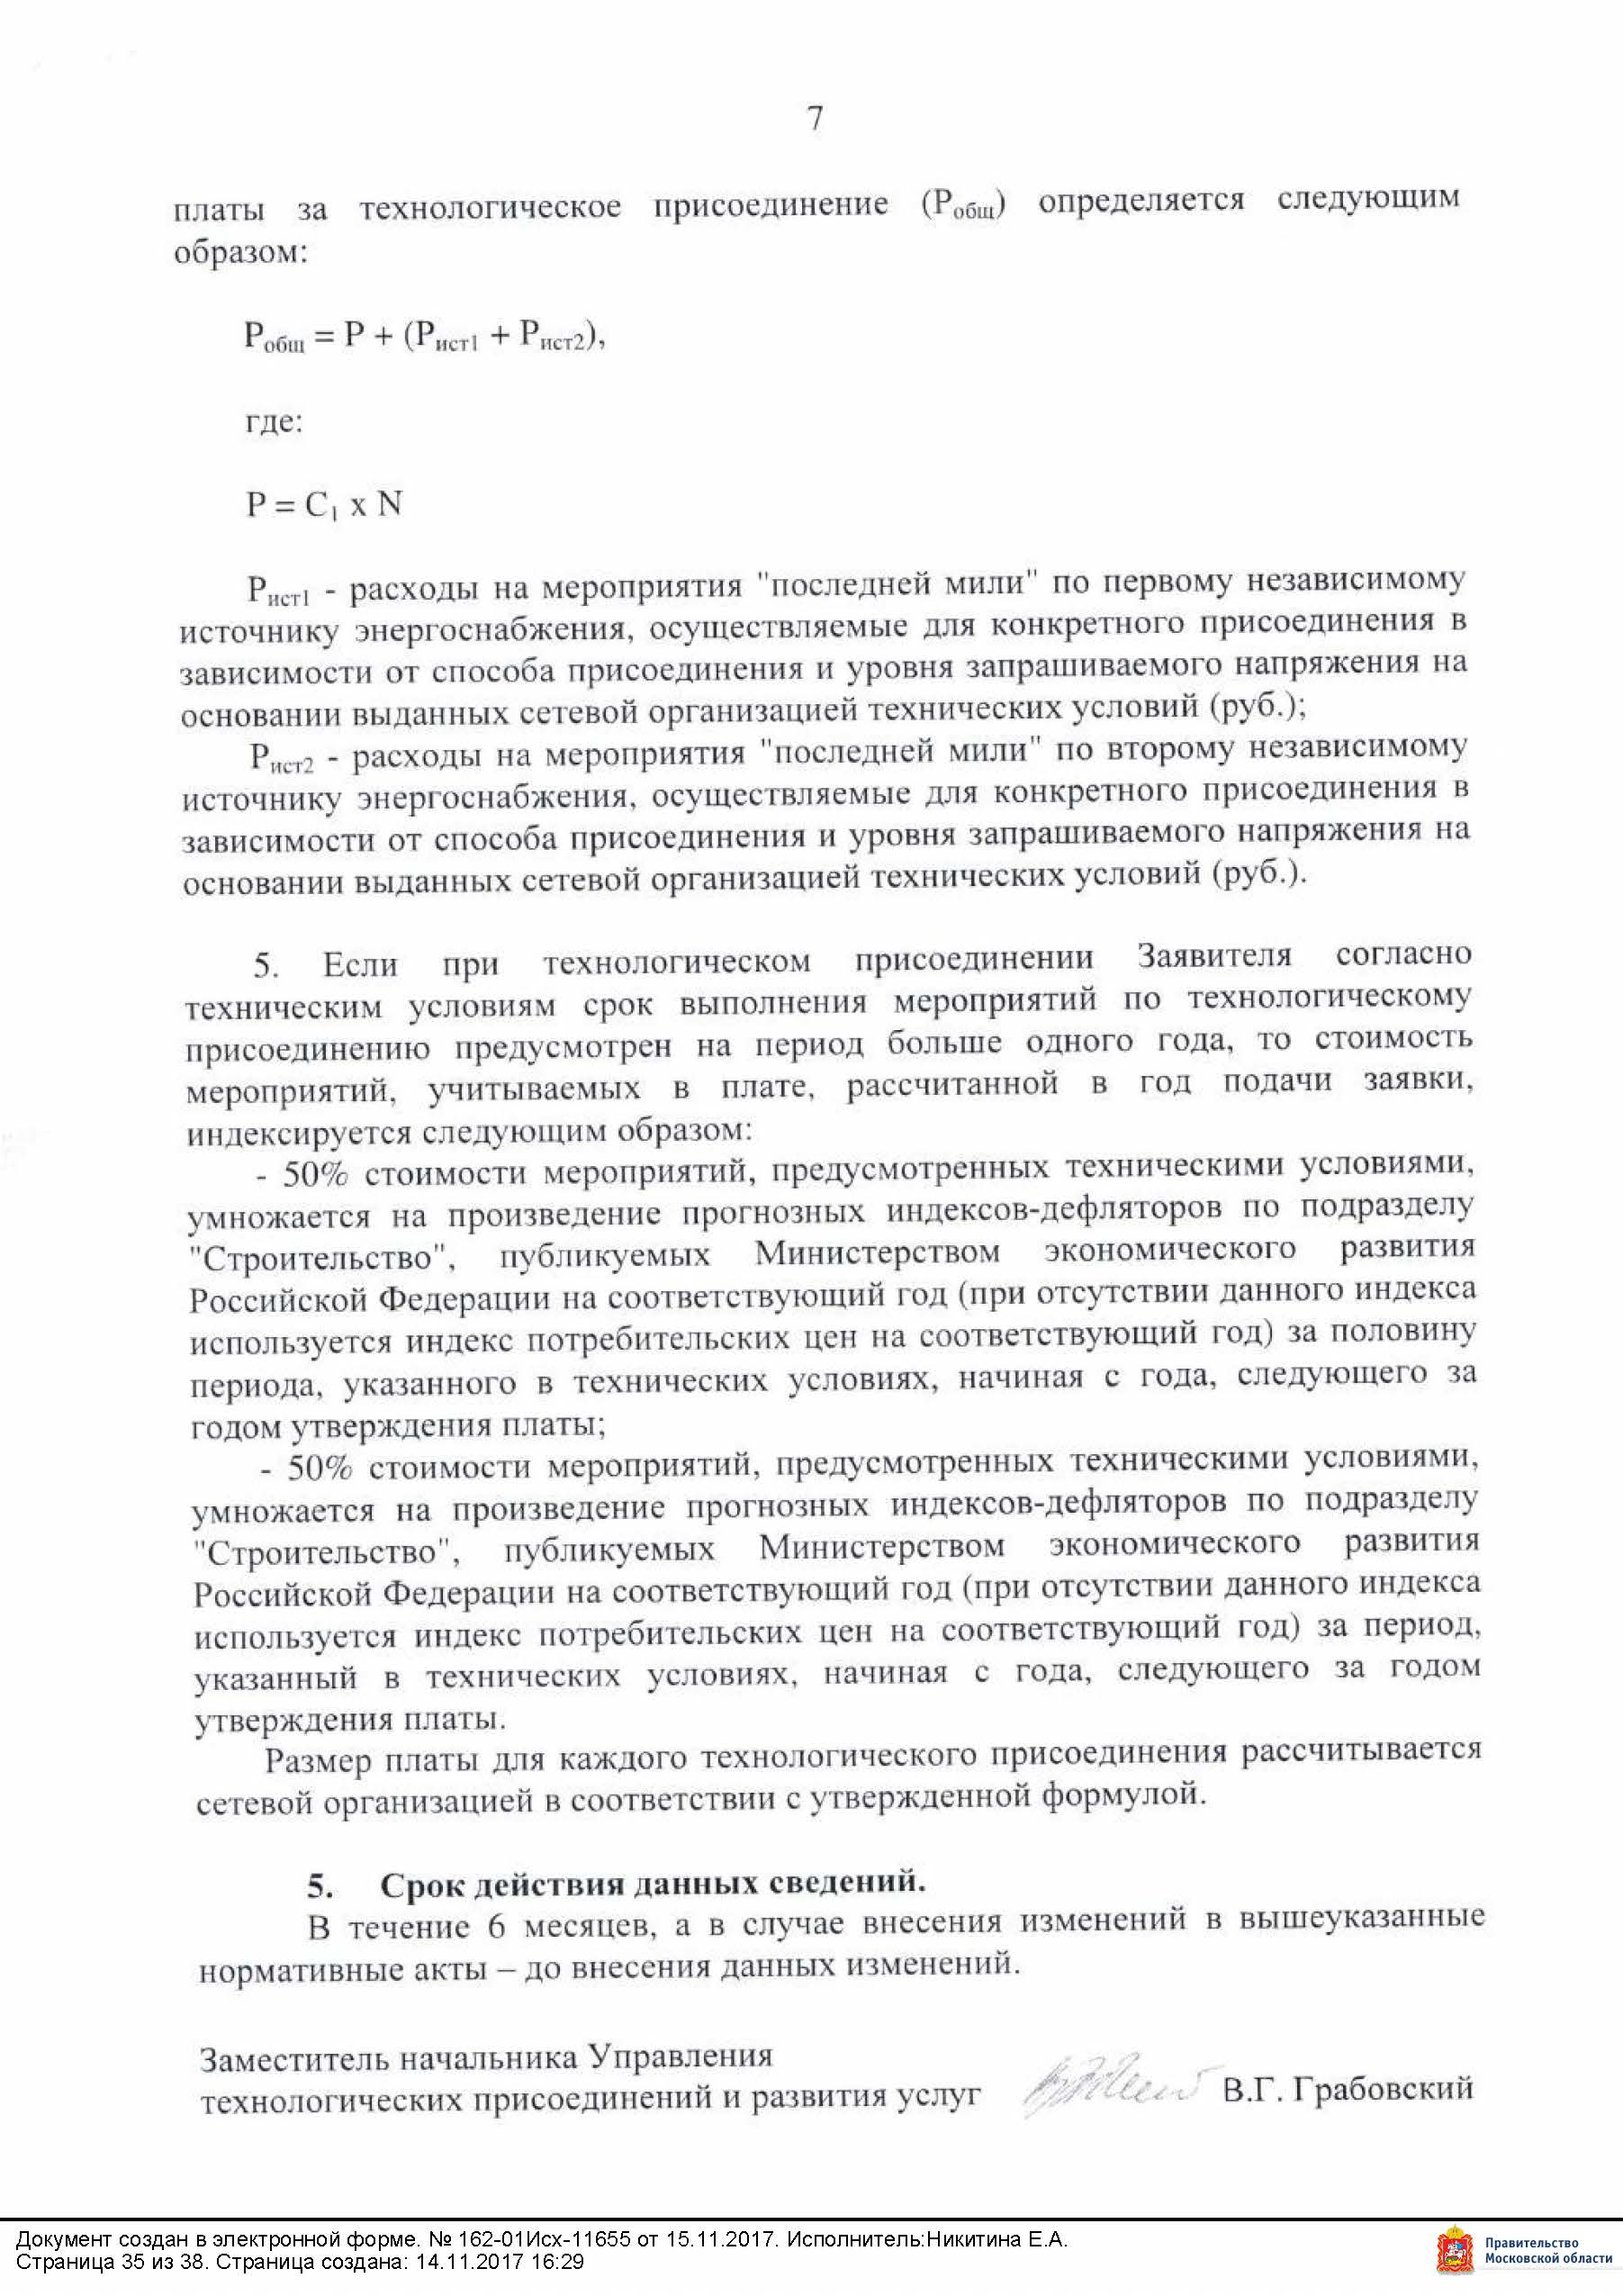 7
платы за технологическое присоединение (Робщ) определяется следующим
образом:
Робщ = Р + (Рист1 + Рист2),
где:
Р = С1 х N
Рист1 - расходы на мероприятия "последней мили" по первому независимому
источнику энергоснабжения, осуществляемые для конкретного присоединения в
зависимости от способа присоединения и уровня запрашиваемого напряжения на
основании выданных сетевой организацией технических условий (руб.);
Рист2 - расходы на мероприятия "последней мили" по второму независимому
источнику энергоснабжения, осуществляемые для конкретного присоединения в
зависимости от способа присоединения и уровня запрашиваемого напряжения на
основании выданных сетевой организацией технических условий (руб.).
5. Если при технологическом присоединении Заявителя согласно
техническим условиям срок выполнения мероприятий по технологическому
присоединению предусмотрен на период больше одного года, то стоимость
мероприятий, учитываемых в плате, рассчитанной в год подачи заявки,
индексируется следующим образом:
- 50% стоимости мероприятий, предусмотренных техническими условиями,
умножается на произведение прогнозных индексов-дефляторов по подразделу
"Строительство", публикуемых Министерством экономического развития
Российской Федерации на соответствующий год (при отсутствии данного индекса
используется индекс потребительских цен на соответствующий год) за половину
периода, указанного в технических условиях, начиная с года, следующего за
годом утверждения платы;
- 50% стоимости мероприятий, предусмотренных техническими условиями,
умножается на произведение прогнозных индексов-дефляторов по подразделу
"Строительство", публикуемых Министерством экономического развития
Российской Федерации на соответствующий год (при отсутствии данного индекса
используется индекс потребительских цен на соответствующий год) за период,
указанный в технических условиях, начиная с года, следующего за годом
утверждения платы.
Размер платы для каждого технологического присоединения рассчитывается
сетевой организацией в соответствии с утвержденной формулой.
5. Срок действия данных сведений.
В течение 6 месяцев, а в случае внесения изменений в вышеуказанные
нормативные акты – до внесения данных изменений.
Заместитель начальника Управления
технологических присоединений и развития услуг В.Г. Грабовский
Документ создан в электронной форме. № 162-01Исх-11655 от 15.11.2017. Исполнитель:Никитина Е.А.
Страница 35 из 38. Страница создана: 14.11.2017 16:29
Правительство
Московской области